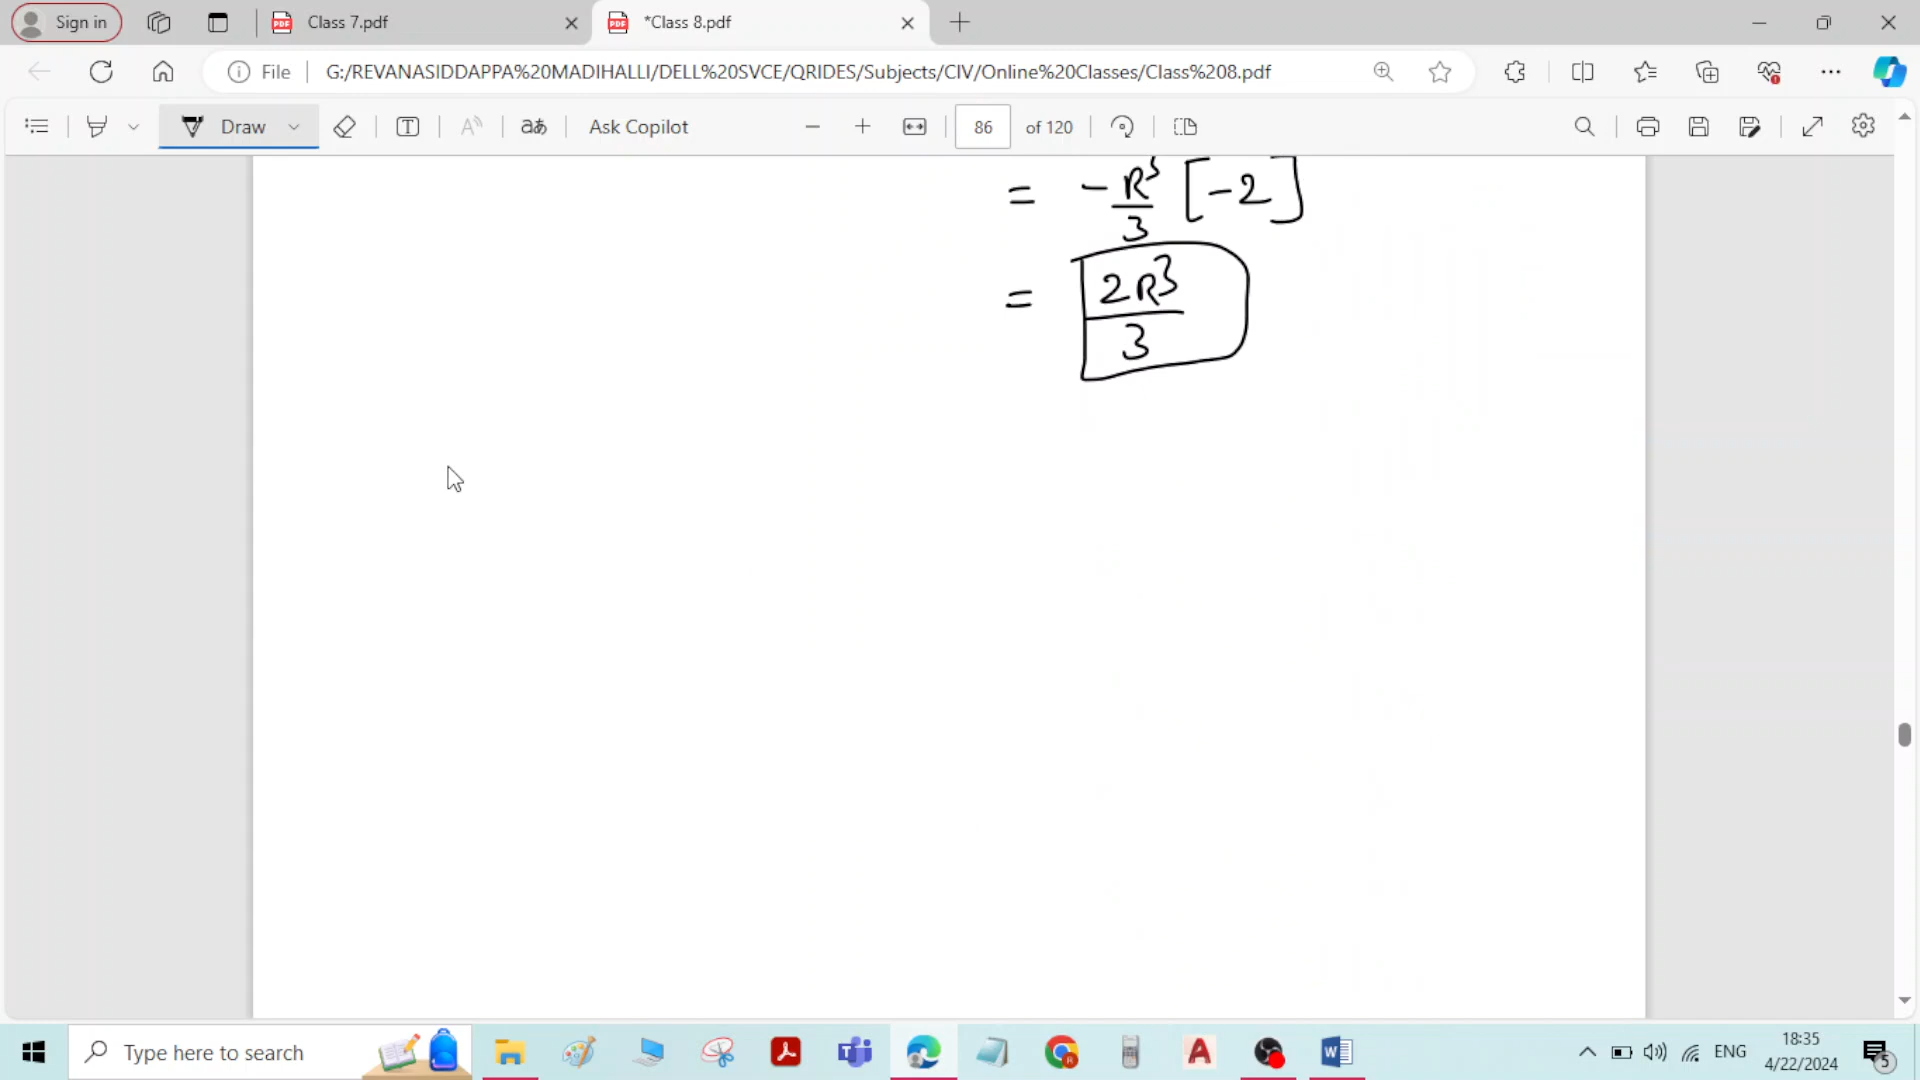 Sign in
Class 7.pdf
*Class 8.pdf
File
G:/REVANASIDDAPPA%20MADIHALLI/DELL%20SVCE/QRIDES/Subjects/CIV/Online%20Classes/Class%208.pdf
Draw
Ask Copilot
86 of 120
= -R³/3 [-2]
= 2R³/3
Type here to search
ENG
18:35
4/22/2024
5